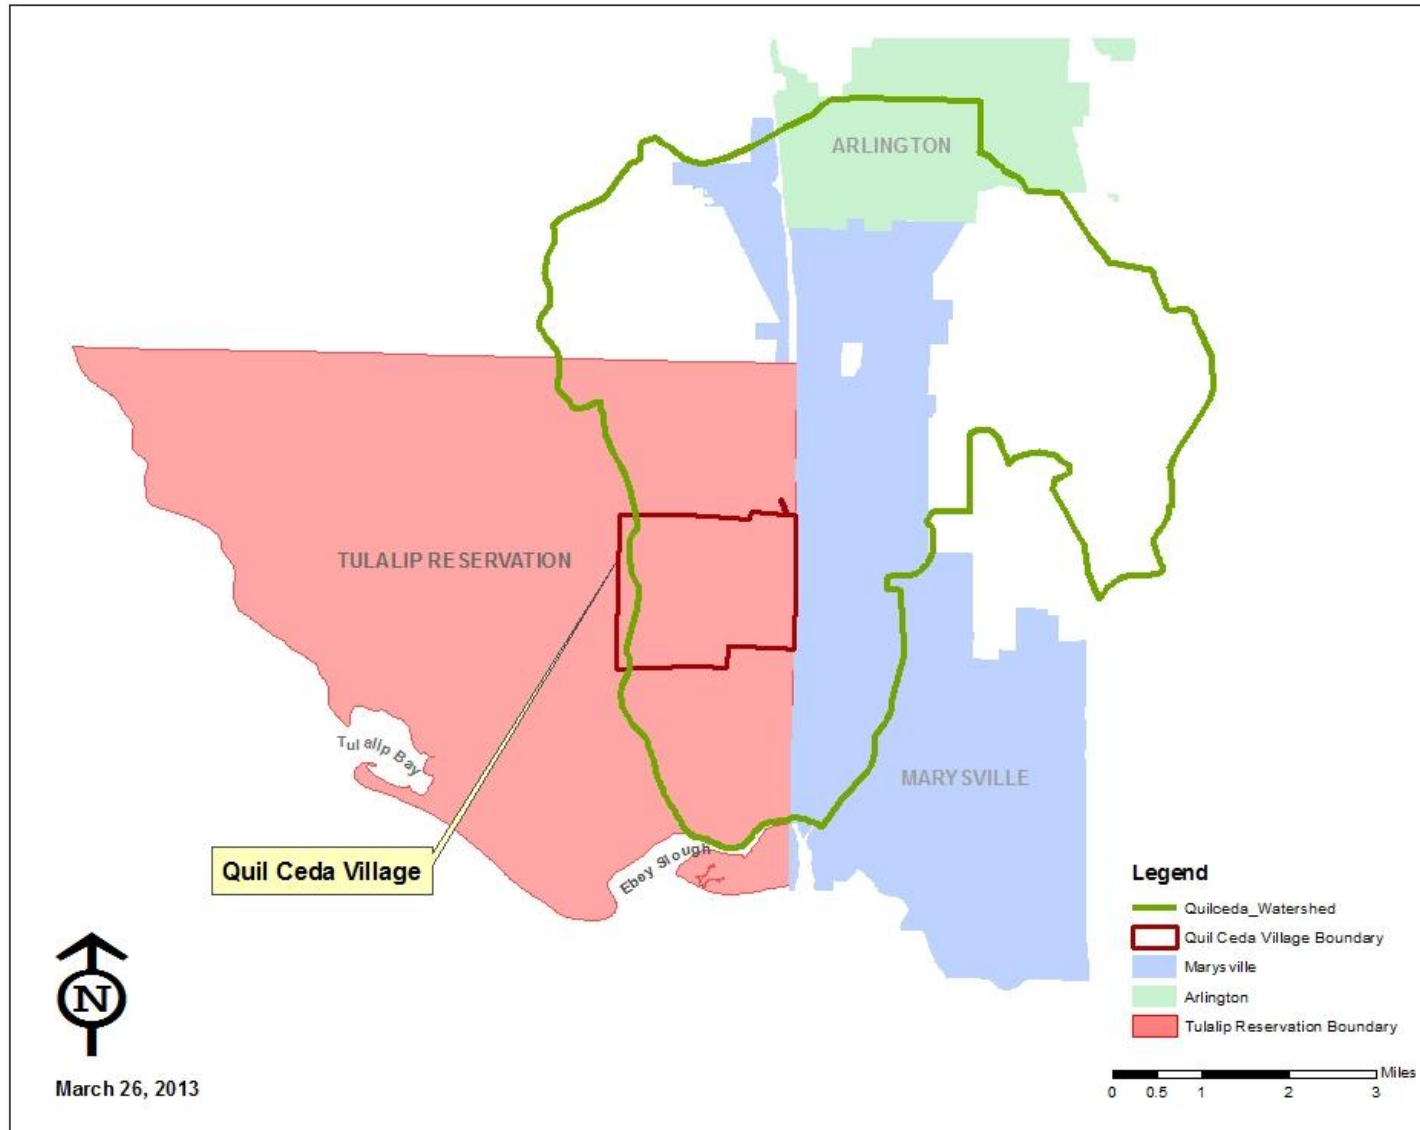 ARLINGTON
TULALIP RESERVATION
Tulalip Bay
MARYSVILLE
Quil Ceda Village
Ebey Slough
Legend
Quilceda_Watershed
Quil Ceda Village Boundary
Marysville
Arlington
Tulalip Reservation Boundary
Miles
0 0.5 1 2 3
N
March 26, 2013